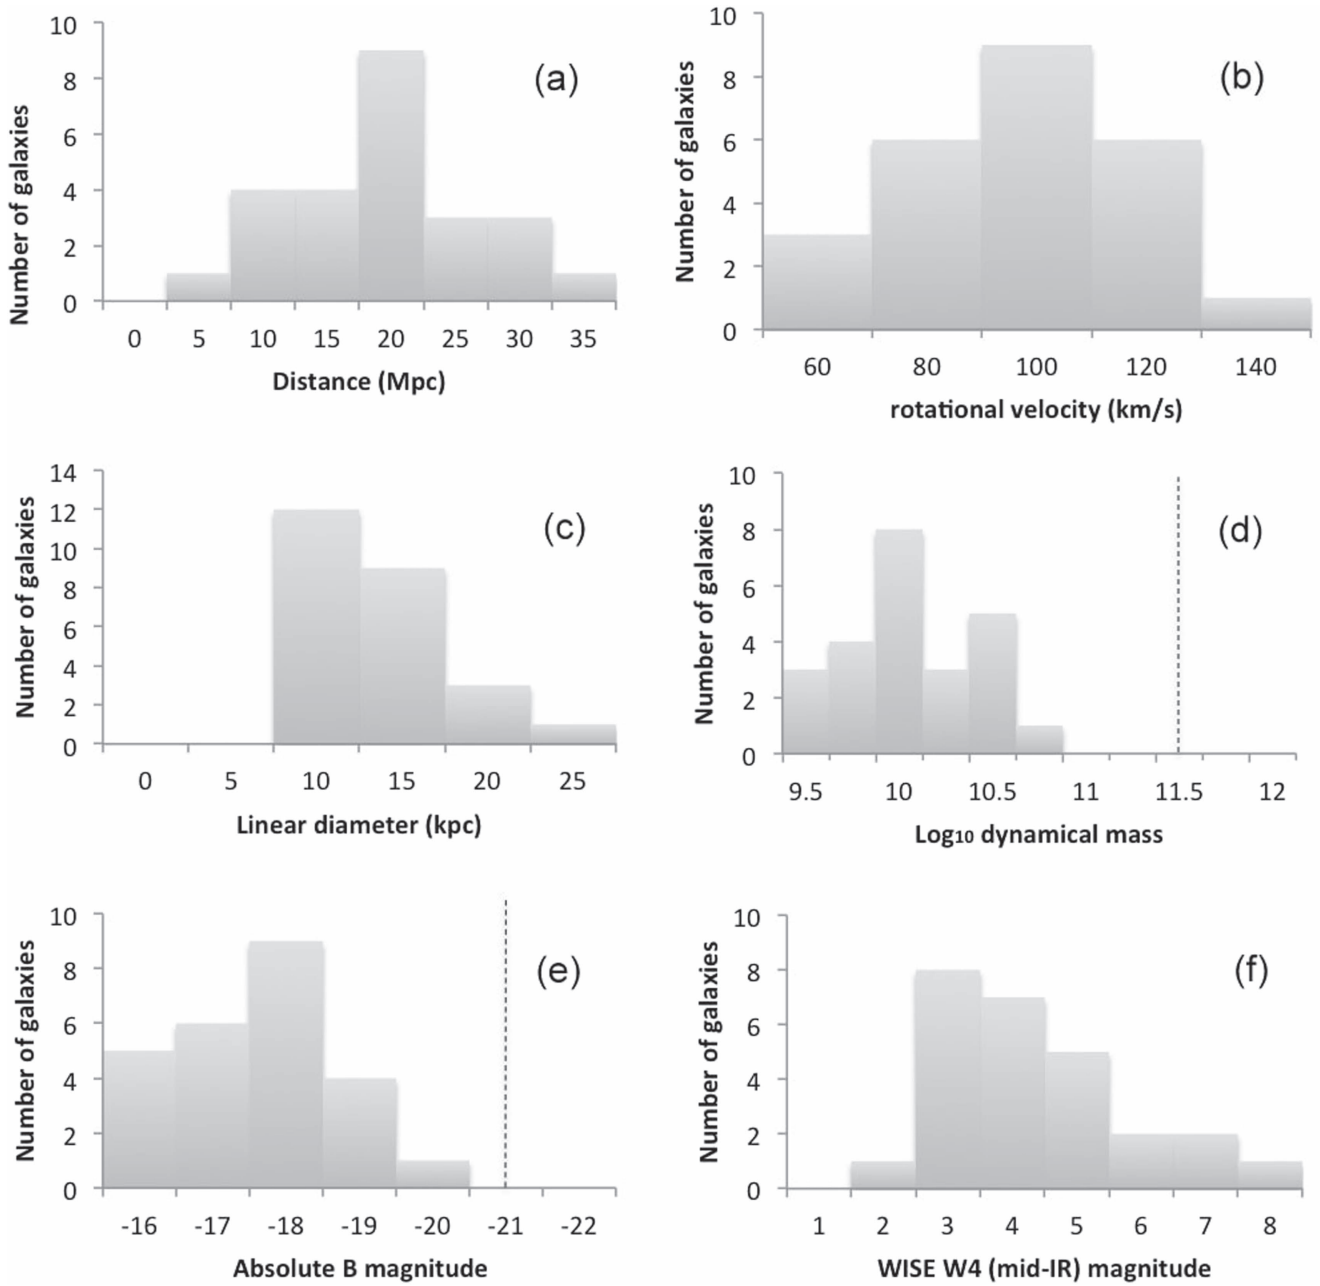 10
8
6
4
2
0
Number of galaxies
(a)
0 5 10 15 20 25 30 35
Distance (Mpc)
10
8
6
4
2
0
Number of galaxies
(b)
60 80 100 120 140
rotational velocity (km/s)
14
12
10
8
6
4
2
0
Number of galaxies
(c)
0 5 10 15 20 25
Linear diameter (kpc)
10
8
6
4
2
0
Number of galaxies
(d)
9.5 10 10.5 11 11.5 12
Log10 dynamical mass
10
8
6
4
2
0
Number of galaxies
(e)
-16 -17 -18 -19 -20 -21 -22
Absolute B magnitude
10
8
6
4
2
0
Number of galaxies
(f)
1 2 3 4 5 6 7 8
WISE W4 (mid-IR) magnitude